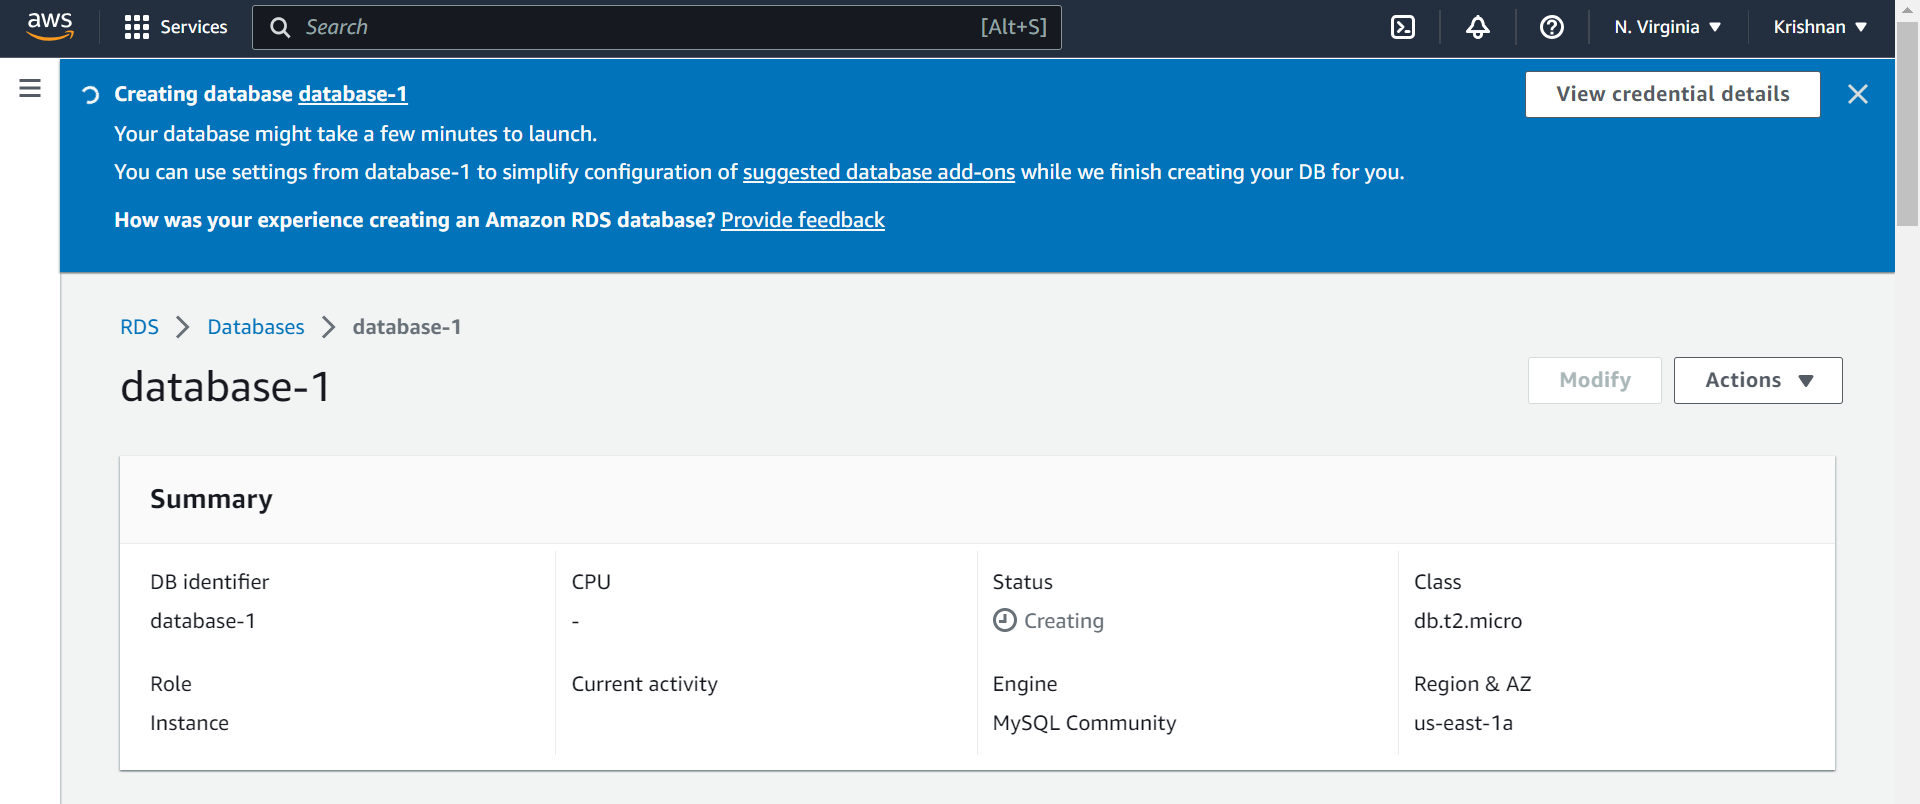 aws Services Search [Alt+S] N. Virginia Krishnan
Creating database database-1 View credential details
Your database might take a few minutes to launch.
You can use settings from database-1 to simplify configuration of suggested database add-ons while we finish creating your DB for you.
How was your experience creating an Amazon RDS database? Provide feedback
RDS Databases database-1
database-1
Modify Actions
Summary
DB identifier CPU Status Class
database-1 - Creating db.t2.micro
Role Current activity Engine Region & AZ
Instance MySQL Community us-east-1a